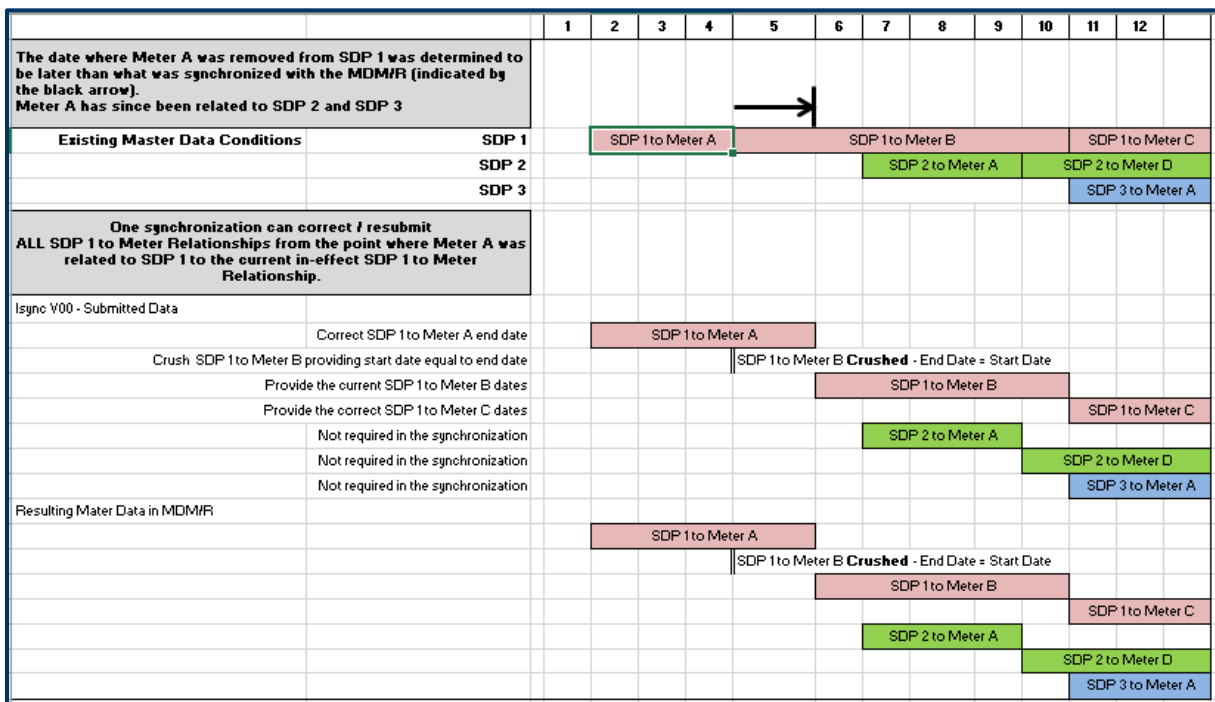 1 2 3 4 5 6 7 8 9 10 11 12
The date where Meter A was removed from SDP 1 was determined to
be later than what was synchronized with the MDM/R (indicated by
the black arrow).
Meter A has since been related to SDP 2 and SDP 3
Existing Master Data Conditions SDP 1 SDP 1 to Meter A SDP 1 to Meter B SDP 1 to Meter C
SDP 2 SDP 2 to Meter A SDP 2 to Meter D
SDP 3 SDP 3 to Meter A
One synchronization can correct / resubmit
ALL SDP 1 to Meter Relationships from the point where Meter A was
related to SDP 1 to the current in-effect SDP 1 to Meter
Relationship.
Isync V00 - Submitted Data
Correct SDP 1 to Meter A end date SDP 1 to Meter A
Crush SDP 1 to Meter B providing start date equal to end date SDP 1 to Meter B Crushed - End Date = Start Date
Provide the current SDP 1 to Meter B dates SDP 1 to Meter B
Provide the correct SDP 1 to Meter C dates SDP 1 to Meter C
Not required in the synchronization SDP 2 to Meter A
Not required in the synchronization SDP 2 to Meter D
Not required in the synchronization SDP 3 to Meter A
Resulting Mater Data in MDM/R
SDP 1 to Meter A
SDP 1 to Meter B Crushed - End Date = Start Date
SDP 1 to Meter B
SDP 1 to Meter C
SDP 2 to Meter A
SDP 2 to Meter D
SDP 3 to Meter A